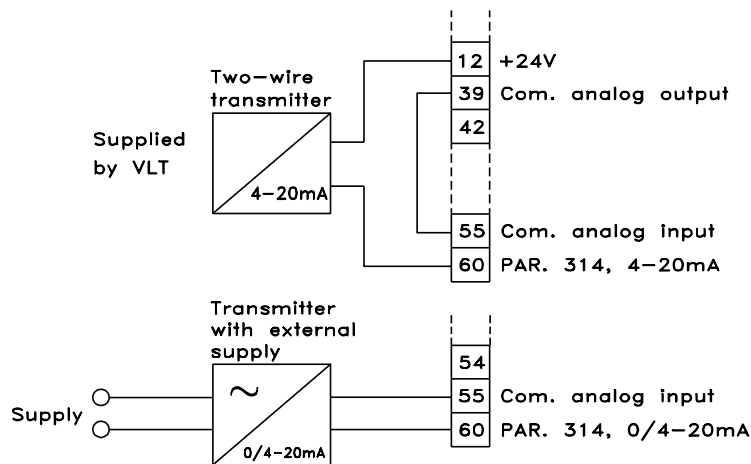 12 +24V
Two-wire
transmitter
39 Com. analog output
42
Supplied
by VLT
4-20mA
55 Com. analog input
60 PAR. 314, 4-20mA
Transmitter
with external
supply
54
~
55 Com. analog input
Supply
60 PAR. 314, 0/4-20mA
0/4-20mA